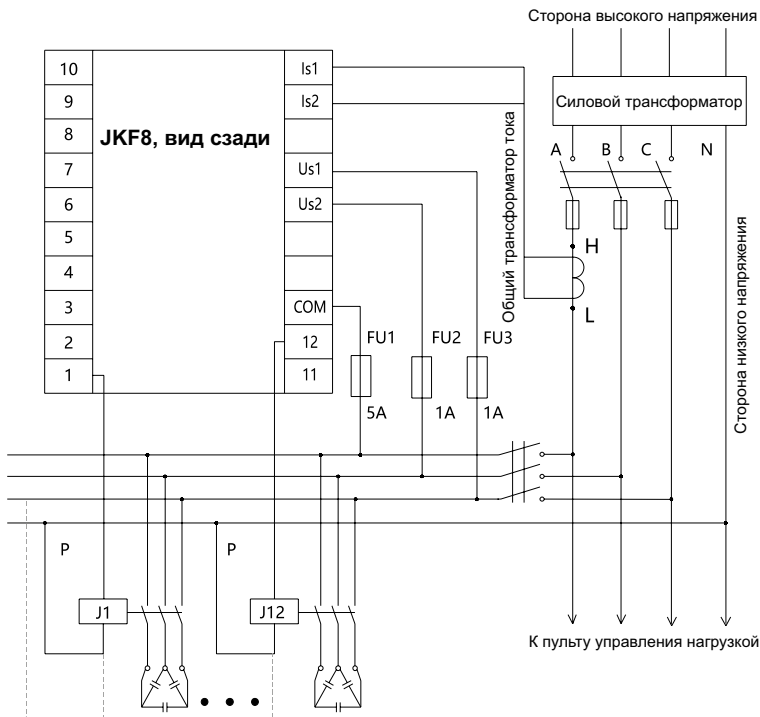 Сторона высокого напряжения
10
Is1
9
Is2
8
JKF8, вид сзади
7
Us1
6
Us2
5
4
3
COM
2
12
1
11
Силовой трансформатор
A
B
C
N
Общий трансформатор тока
H
L
Сторона низкого напряжения
FU1
FU2
FU3
5A
1A
1A
P
P
J1
J12
К пульту управления нагрузкой